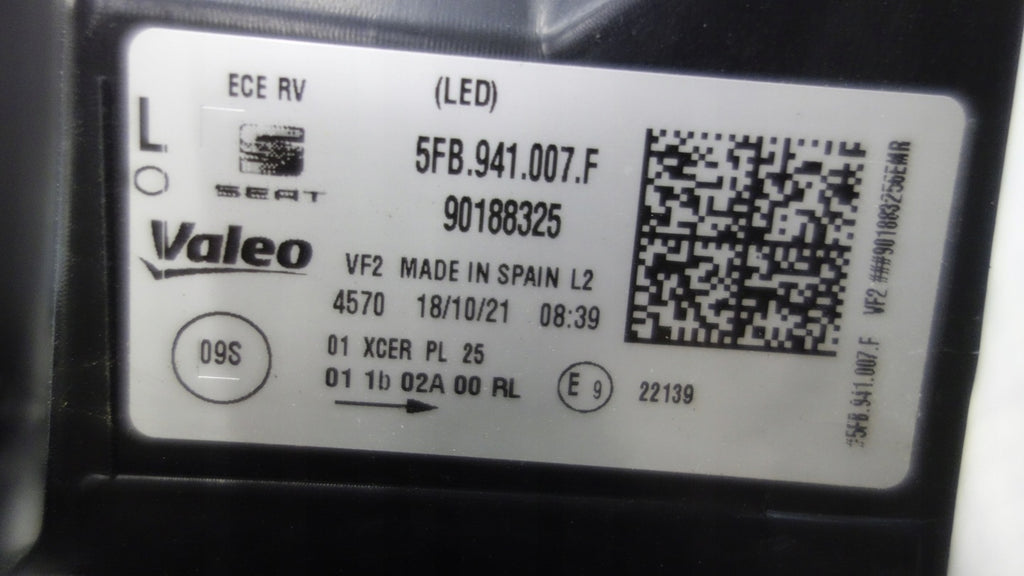 ECE RV
(LED)
L
O
SEAT
5FB.941.007.F
90188325
Valeo
VF2 MADE IN SPAIN L2
4570 18/10/21 08:39
09S
01 XCER PL 25
01 1b 02A 00 RL
E 9
22139
#5FB.941.007.F VF2 ###90188325GEMR